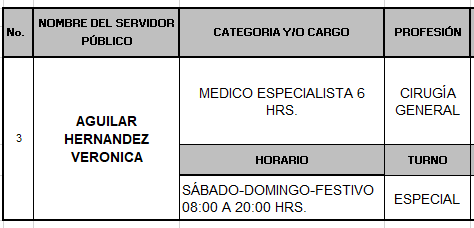 No.
NOMBRE DEL SERVIDOR
PÚBLICO
CATEGORIA Y/O CARGO
PROFESIÓN
3
AGUILAR
HERNANDEZ
VERONICA
MEDICO ESPECIALISTA 6
HRS.
CIRUGÍA
GENERAL
HORARIO
TURNO
SÁBADO-DOMINGO-FESTIVO
08:00 A 20:00 HRS.
ESPECIAL